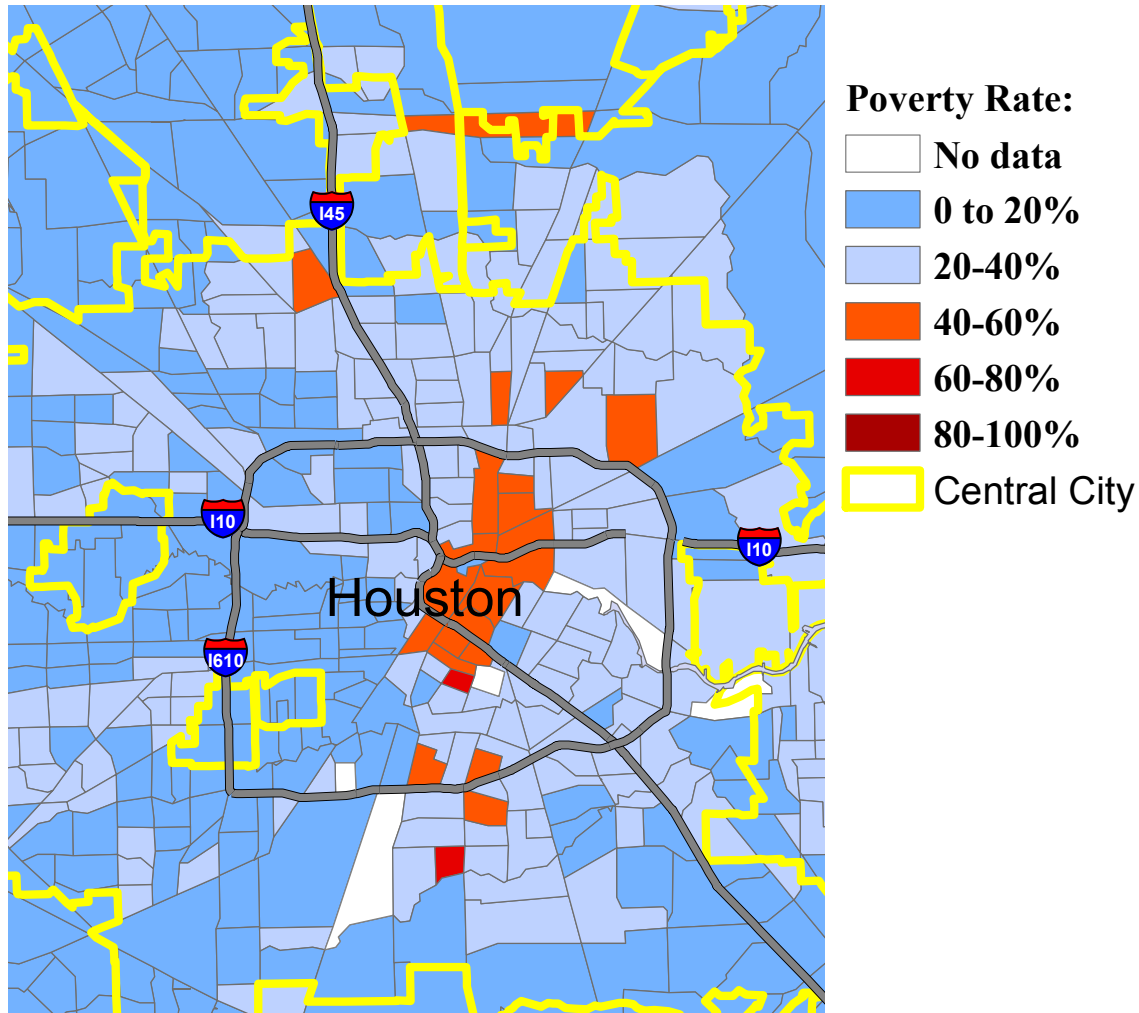 I45
I10
I10
Houston
I610
Poverty Rate:
No data
0 to 20%
20-40%
40-60%
60-80%
80-100%
Central City